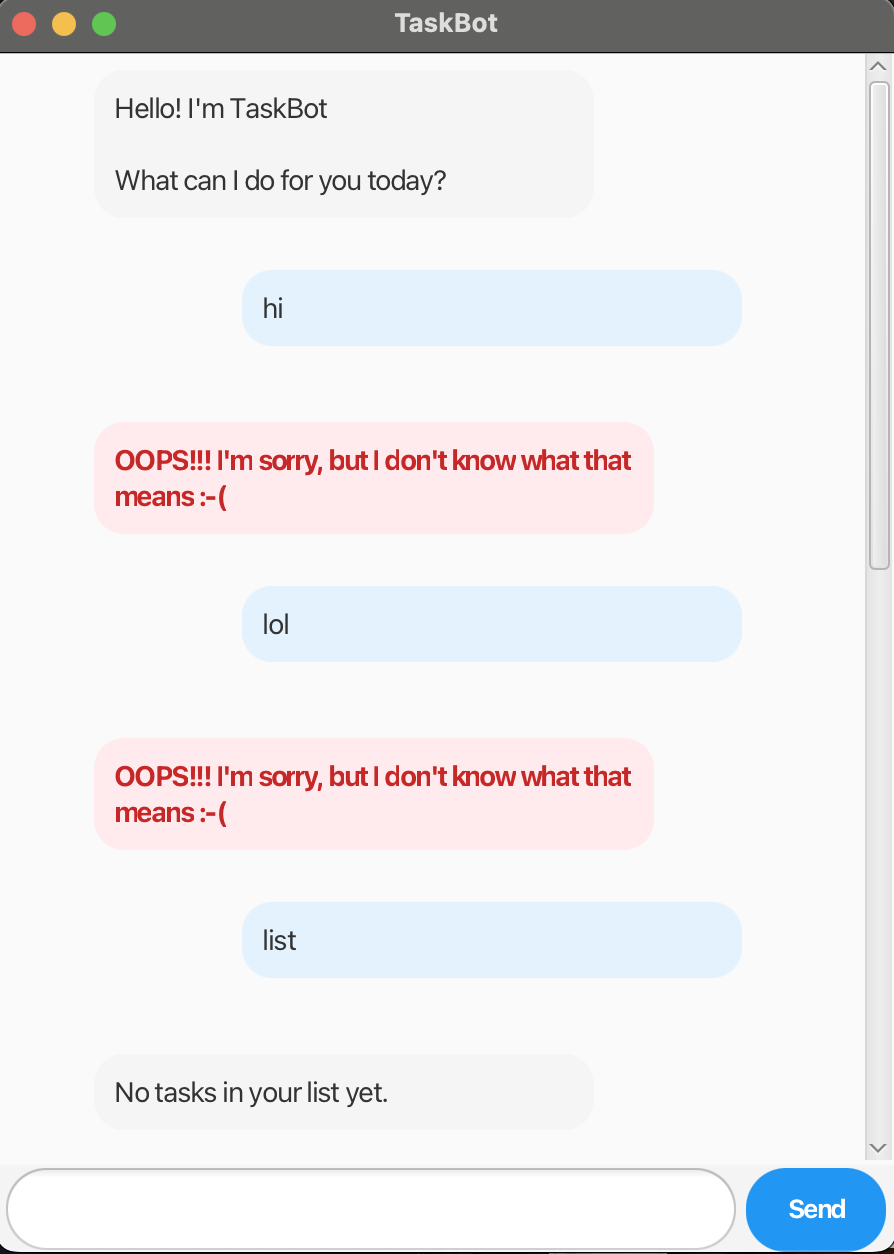 TaskBot
Hello! I'm TaskBot
What can I do for you today?
hi
OOPS!!! I'm sorry, but I don't know what that
means :-(
lol
OOPS!!! I'm sorry, but I don't know what that
means :-(
list
No tasks in your list yet.
Send